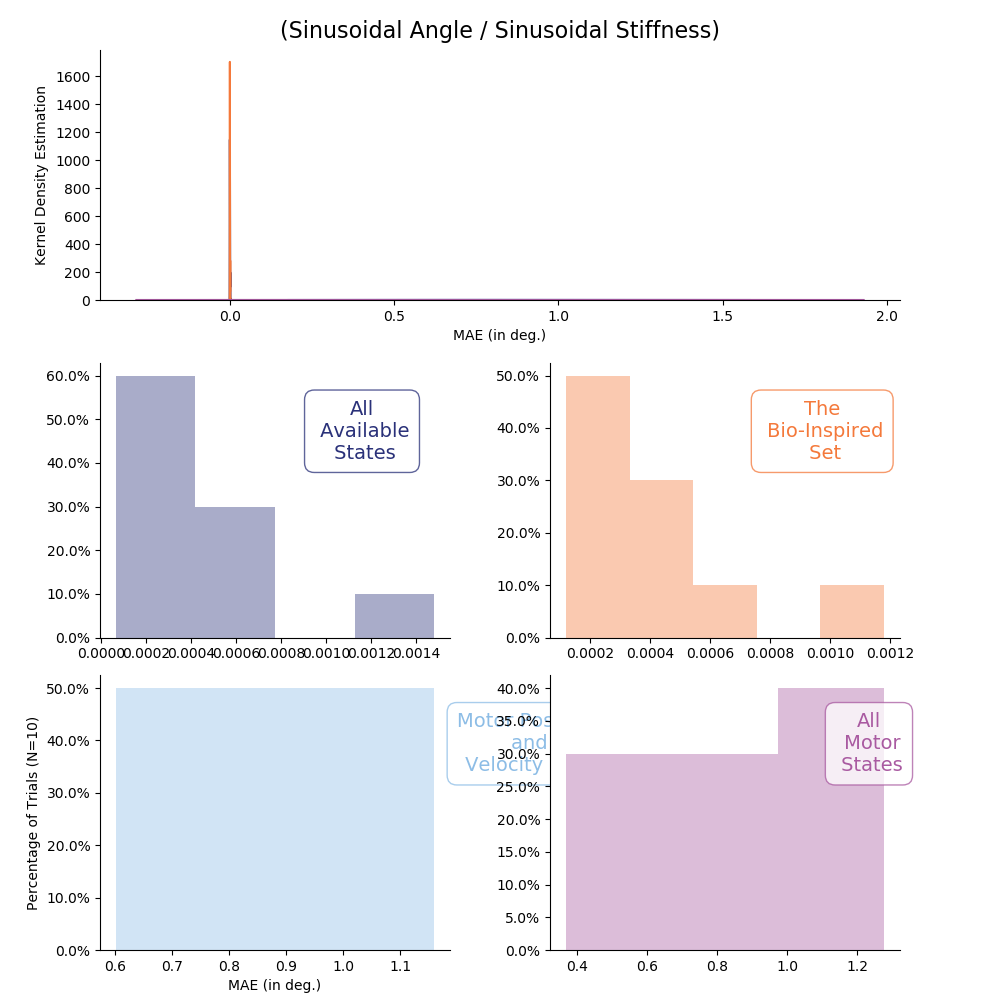 (Sinusoidal Angle / Sinusoidal Stiffness)
Kernel Density Estimation
1600
1400
1200
1000
800
600
400
200
0
0.0 0.5 1.0 1.5 2.0
MAE (in deg.)
60.0%
50.0%
40.0%
30.0%
20.0%
10.0%
0.0%
All
Available
States
0.0000 0.0002 0.0004 0.0006 0.0008 0.0010 0.0012 0.0014
50.0%
40.0%
30.0%
20.0%
10.0%
0.0%
The
Bio-Inspired
Set
0.0002 0.0004 0.0006 0.0008 0.0010 0.0012
Percentage of Trials (N=10)
50.0%
40.0%
30.0%
20.0%
10.0%
0.0%
Motor
and
Velocity
0.6 0.7 0.8 0.9 1.0 1.1
MAE (in deg.)
40.0%
35.0%
30.0%
25.0%
20.0%
15.0%
10.0%
5.0%
0.0%
All
Motor
States
0.4 0.6 0.8 1.0 1.2